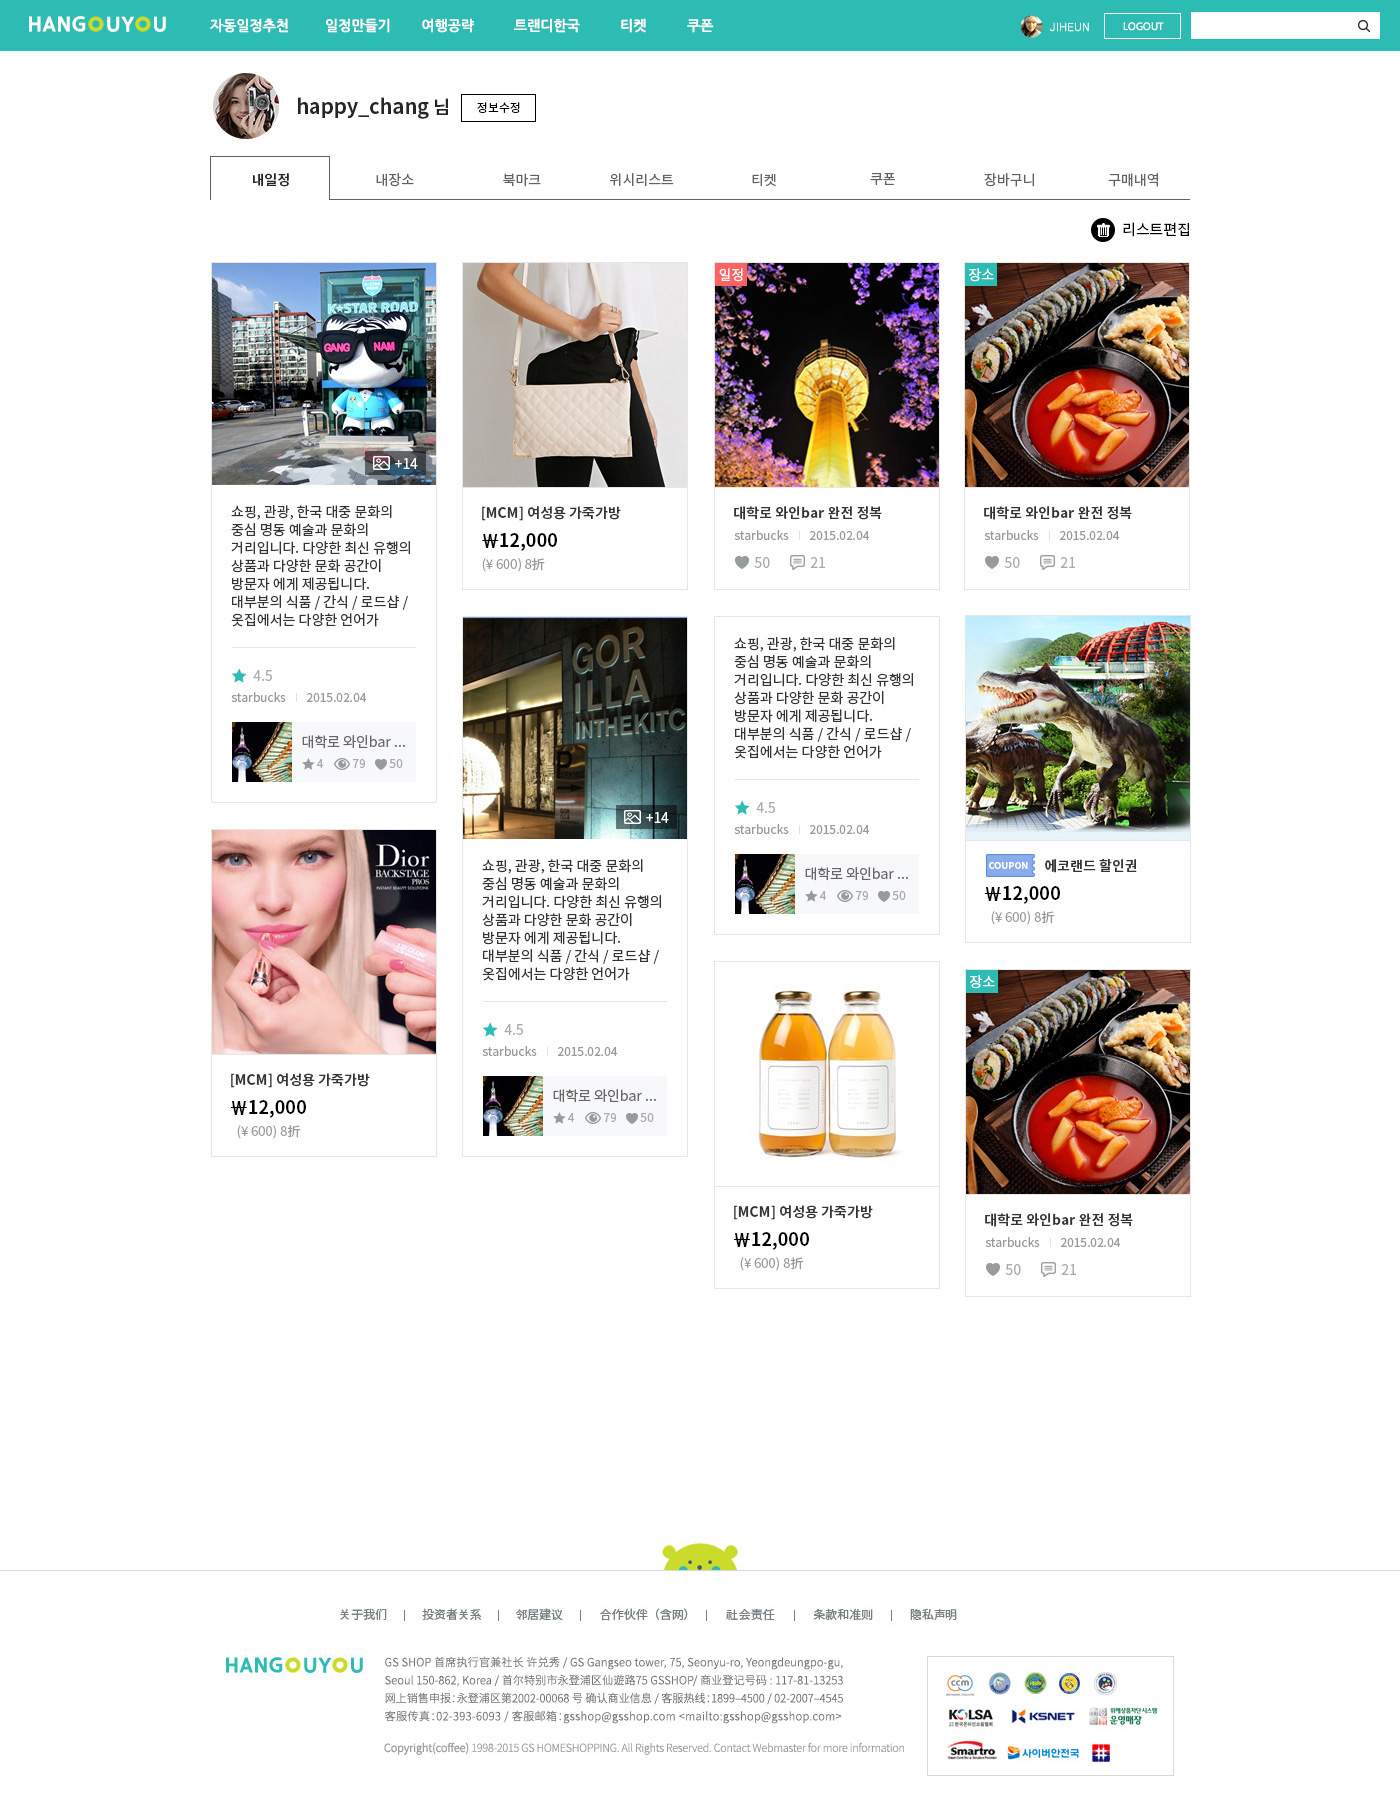 HANGOUYOU
자동일정추천
일정만들기
여행공략
트랜디한국
티켓
쿠폰
JIHEUN
LOGOUT
happy_chang 님
정보수정
내일정
내장소
북마크
위시리스트
티켓
쿠폰
장바구니
구매내역
리스트편집
K★STAR ROAD
GANG NAM
+14
쇼핑, 관광, 한국 대중 문화의
중심 명동 예술과 문화의
거리입니다. 다양한 최신 유행의
상품과 다양한 문화 공간이
방문자 에게 제공됩니다.
대부분의 식품 / 간식 / 로드샵 /
옷집에서는 다양한 언어가
4.5
starbucks | 2015.02.04
대학로 와인bar ...
4 79 50
Dior
BACKSTAGE
PROS
INSTANT BEAUTY SOLUTIONS
[MCM] 여성용 가죽가방
₩12,000
(¥ 600) 8折
[MCM] 여성용 가죽가방
₩12,000
(¥ 600) 8折
GOR
ILLA
INTHEKITC
+14
쇼핑, 관광, 한국 대중 문화의
중심 명동 예술과 문화의
거리입니다. 다양한 최신 유행의
상품과 다양한 문화 공간이
방문자 에게 제공됩니다.
대부분의 식품 / 간식 / 로드샵 /
옷집에서는 다양한 언어가
4.5
starbucks | 2015.02.04
대학로 와인bar ...
4 79 50
일정
대학로 와인bar 완전 정복
starbucks | 2015.02.04
50 21
쇼핑, 관광, 한국 대중 문화의
중심 명동 예술과 문화의
거리입니다. 다양한 최신 유행의
상품과 다양한 문화 공간이
방문자 에게 제공됩니다.
대부분의 식품 / 간식 / 로드샵 /
옷집에서는 다양한 언어가
4.5
starbucks | 2015.02.04
대학로 와인bar ...
4 79 50
[MCM] 여성용 가죽가방
₩12,000
(¥ 600) 8折
장소
대학로 와인bar 완전 정복
starbucks | 2015.02.04
50 21
COUPON 에코랜드 할인권
₩12,000
(¥ 600) 8折
장소
대학로 와인bar 완전 정복
starbucks | 2015.02.04
50 21
关于我们 | 投资者关系 | 邻居建议 | 合作伙伴（含网） | 社会责任 | 条款和准则 | 隐私声明
HANGOUYOU
GS SHOP 首席执行官兼社长 许兑秀 / GS Gangseo tower, 75, Seonyu-ro, Yeongdeungpo-gu,
Seoul 150-862, Korea / 首尔特别市永登浦区仙遊路75 GSSHOP/ 商业登记号码 : 117-81-13253
网上销售申报:永登浦区第2002-00068 号 确认商业信息 / 客服热线:1899–4500 / 02-2007–4545
客服传真:02-393-6093 / 客服邮箱:gsshop@gsshop.com <mailto:gsshop@gsshop.com>
Copyright(coffee) 1998-2015 GS HOMESHOPPING. All Rights Reserved. Contact Webmaster for more information
ccm
KOLSA
한국온라인쇼핑협회
KSNET
위해상품차단 시스템
운영매장
Smartro
사이버안전국